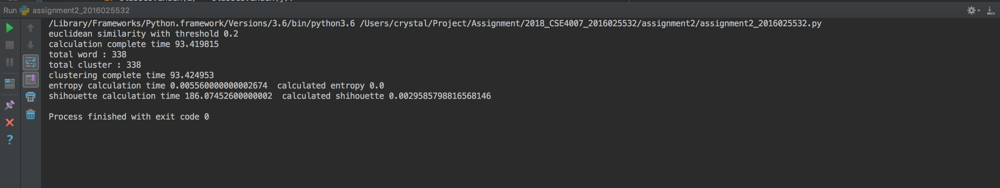 Run assignment2_2016025532
/Library/Frameworks/Python.framework/Versions/3.6/bin/python3.6 /Users/crystal/Project/Assignment/2018_CSE4007_2016025532/assignment2/assignment2_2016025532.py
euclidean similarity with threshold 0.2
calculation complete time 93.419815
total word : 338
total cluster : 338
clustering complete time 93.424953
entropy calculation time 0.005560000000002674  calculated entropy 0.0
shihouette calculation time 186.07452600000002  calculated shihouette 0.0029585798816568146
Process finished with exit code 0